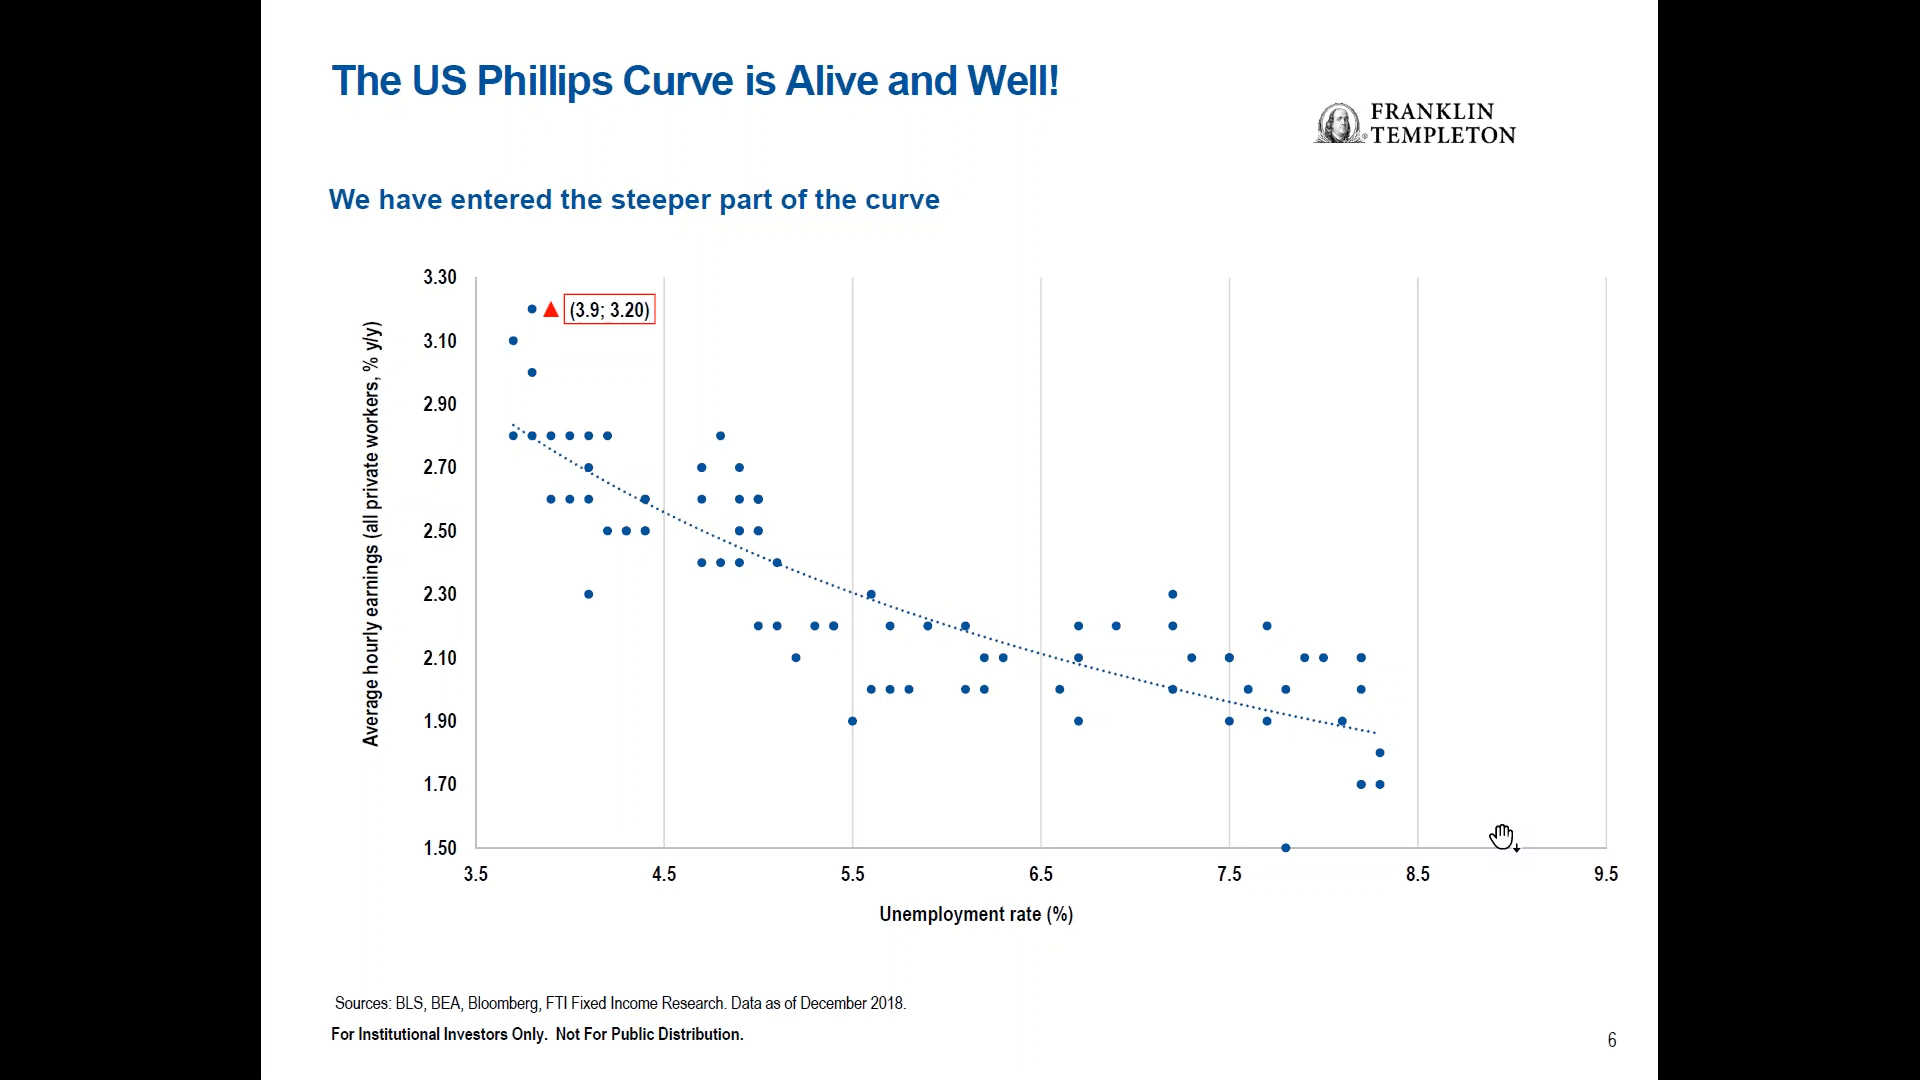 The US Phillips Curve is Alive and Well!
FRANKLIN
TEMPLETON
We have entered the steeper part of the curve
3.30
3.10
2.90
2.70
2.50
2.30
2.10
1.90
1.70
1.50
Average hourly earnings (all private workers, % y/y)
(3.9; 3.20)
3.5 4.5 5.5 6.5 7.5 8.5 9.5
Unemployment rate (%)
Sources: BLS, BEA, Bloomberg, FTI Fixed Income Research. Data as of December 2018.
For Institutional Investors Only. Not For Public Distribution.
6